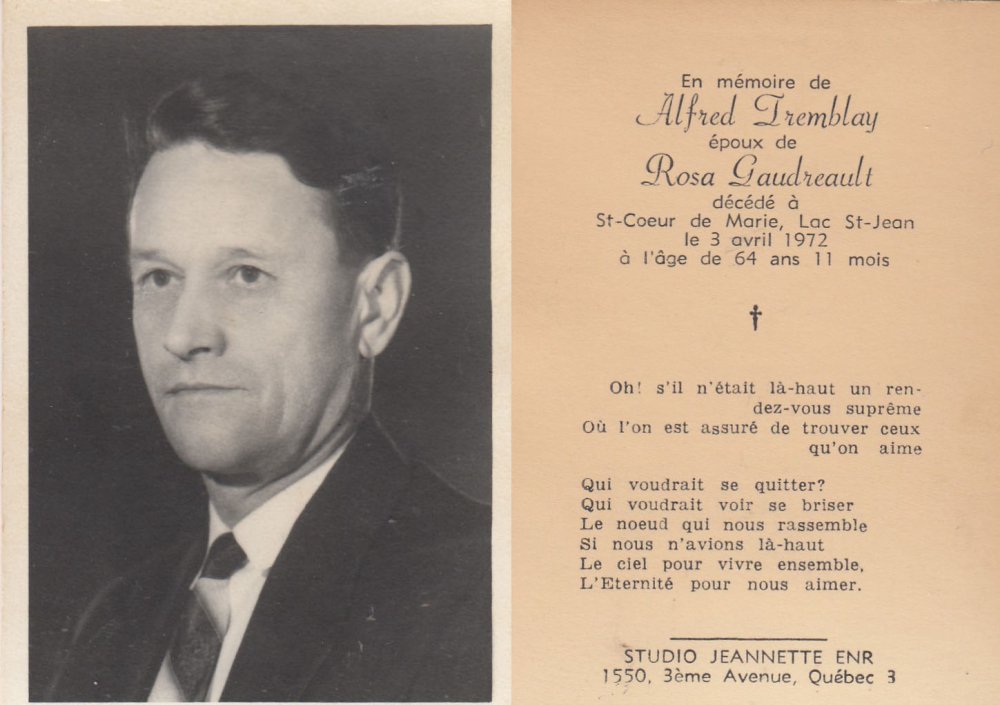 En mémoire de
Alfred Tremblay
époux de
Rosa Gaudreault
décédé à
St-Coeur de Marie, Lac St-Jean
le 3 avril 1972
à l'âge de 64 ans 11 mois
Oh! s'il n'était là-haut un ren-
dez-vous suprême
Où l'on est assuré de trouver ceux
qu'on aime
Qui voudrait se quitter?
Qui voudrait voir se briser
Le noeud qui nous rassemble
Si nous n'avions là-haut
Le ciel pour vivre ensemble,
L'Eternité pour nous aimer.
STUDIO JEANNETTE ENR
1550, 3ème Avenue, Québec 3